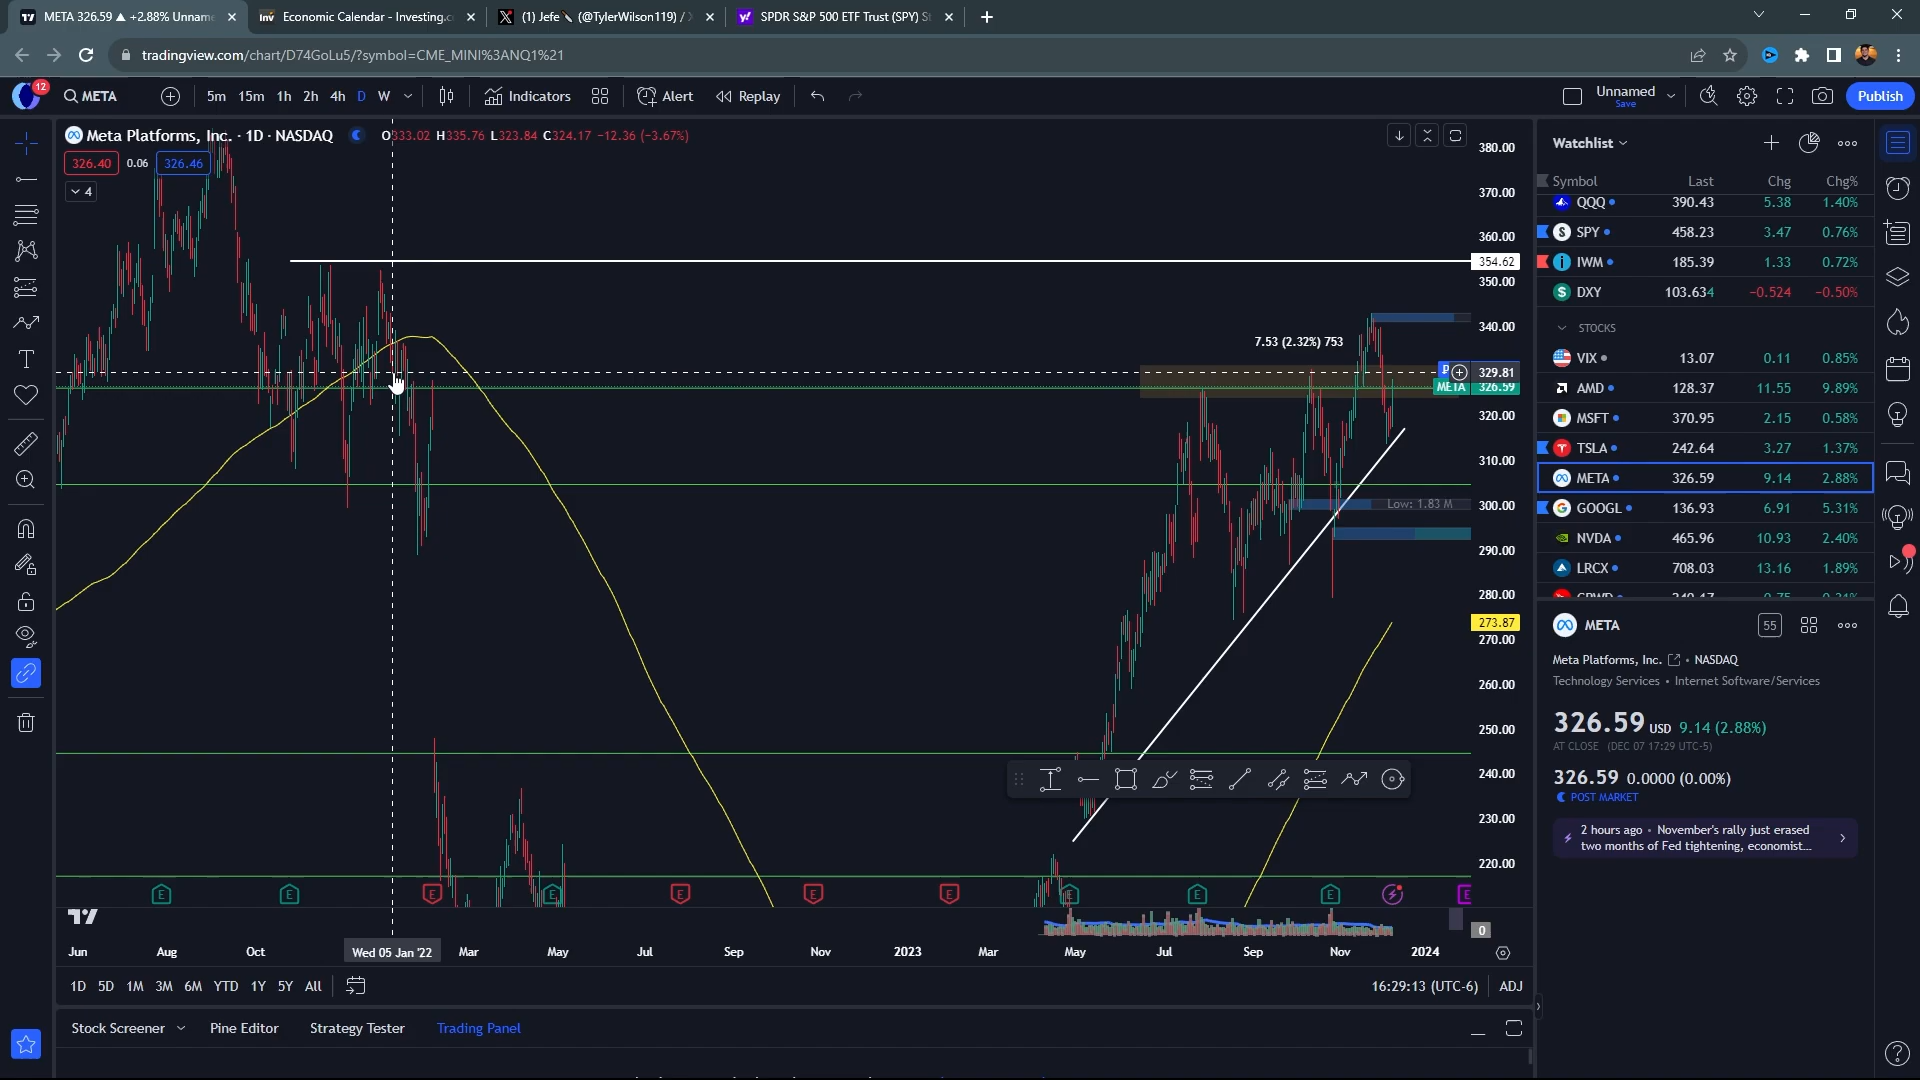 META 326.59 ▲ +2.88% Unname
Economic Calendar - Investing.c
(1) Jefe (@TylerWilson119) / X
SPDR S&P 500 ETF Trust (SPY) St
tradingview.com/chart/D74GoLu5/?symbol=CME_MINI%3ANQ1%21
12
META
5m 15m 1h 2h 4h D W
Indicators
Alert
Replay
Unnamed
Save
Publish
Meta Platforms, Inc. · 1D · NASDAQ
O333.02 H335.76 L323.84 C324.17 −12.36 (−3.67%)
326.40 0.06 326.46
4
380.00
370.00
360.00
354.62
350.00
340.00
7.53 (2.32%) 753
329.81
META 326.59
320.00
310.00
300.00
Low: 1.83 M
290.00
280.00
273.87
270.00
260.00
250.00
240.00
230.00
220.00
E E E E E E E E E E E
0
Jun Aug Oct Wed 05 Jan '22 Mar May Jul Sep Nov 2023 Mar May Jul Sep Nov 2024
1D 5D 1M 3M 6M YTD 1Y 5Y All
16:29:13 (UTC-6) ADJ
Stock Screener Pine Editor Strategy Tester Trading Panel
Watchlist
Symbol Last Chg Chg%
QQQ 390.43 5.38 1.40%
SPY 458.23 3.47 0.76%
IWM 185.39 1.33 0.72%
DXY 103.634 −0.524 −0.50%
STOCKS
VIX 13.07 0.11 0.85%
AMD 128.37 11.55 9.89%
MSFT 370.95 2.15 0.58%
TSLA 242.64 3.27 1.37%
META 326.59 9.14 2.88%
GOOGL 136.93 6.91 5.31%
NVDA 465.96 10.93 2.40%
LRCX 708.03 13.16 1.89%
META
55
Meta Platforms, Inc. • NASDAQ
Technology Services • Internet Software/Services
326.59 USD 9.14 (2.88%)
AT CLOSE (DEC 07 17:29 UTC-5)
326.59 0.0000 (0.00%)
POST MARKET
2 hours ago • November's rally just erased
two months of Fed tightening, economist...